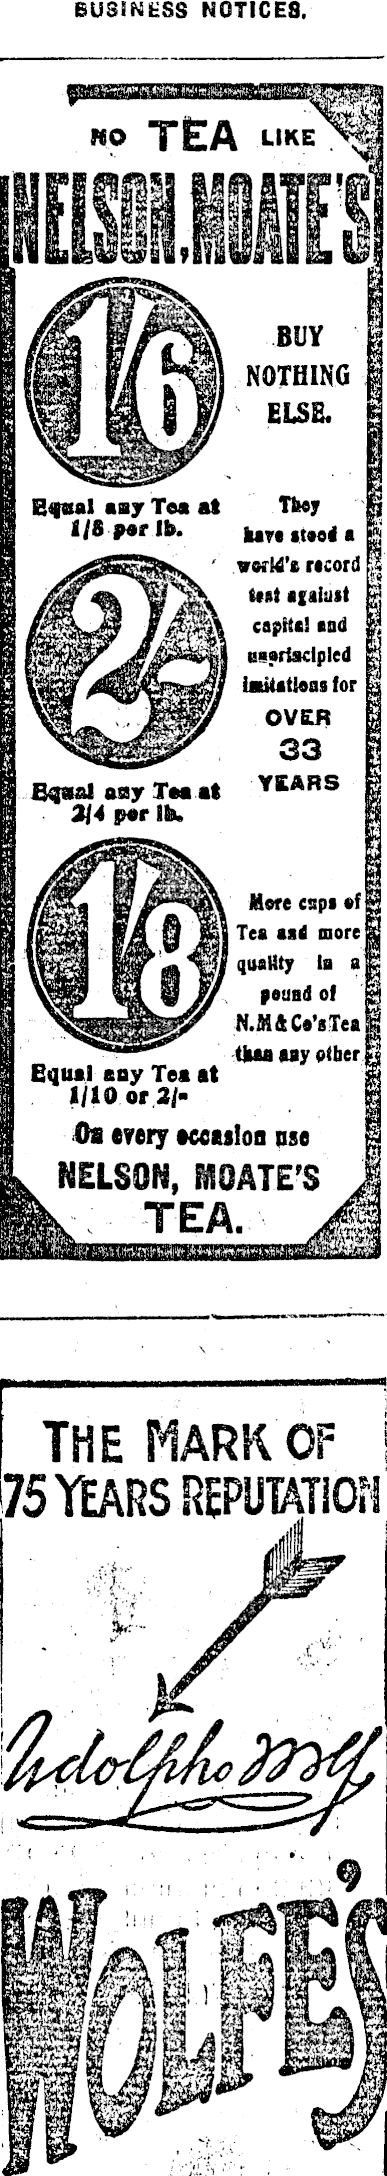 BUSINESS NOTICES.
NO TEA LIKE
NELSON, MOATE'S
1/6
Equal any Tea at
1/8 per lb.
2/-
Equal any Tea at
2/4 per lb.
1/8
Equal any Tea at
1/10 or 2/-
BUY
NOTHING
ELSE.
They
have stood a
world's record
test against
capital and
unprincipled
imitations for
OVER
33
YEARS
More cups of
Tea and more
quality in a
pound of
N.M & Co's Tea
than any other
On every occasion use
NELSON, MOATE'S
TEA.
THE MARK OF
75 YEARS REPUTATION
Udolpho Wolfe
WOLFE'S